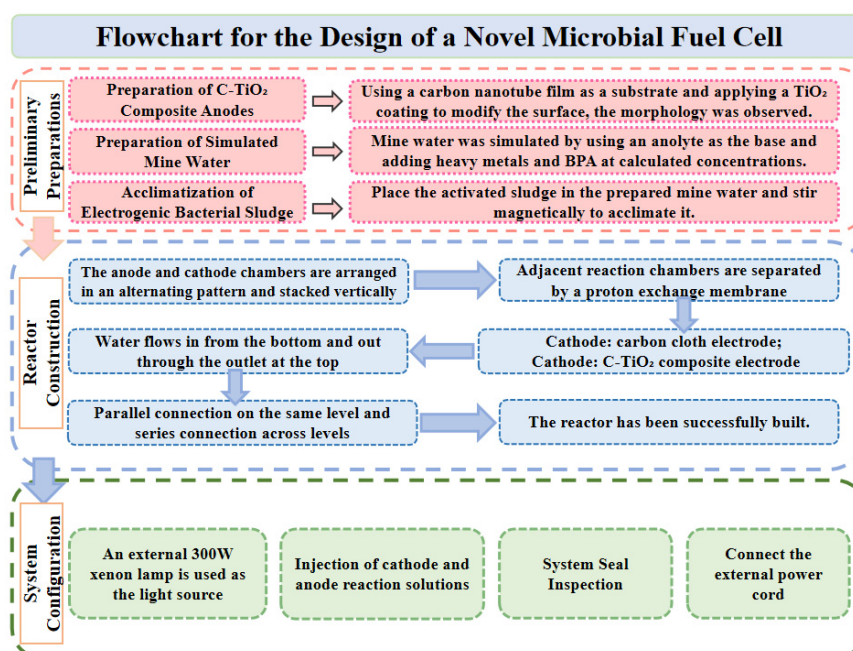 Flowchart for the Design of a Novel Microbial Fuel Cell
Preliminary
Preparations
Preparation of C-TiO₂
Composite Anodes
Using a carbon nanotube film as a substrate and applying a TiO₂
coating to modify the surface, the morphology was observed.
Preparation of Simulated
Mine Water
Mine water was simulated by using an anolyte as the base and
adding heavy metals and BPA at calculated concentrations.
Acclimatization of
Electrogenic Bacterial Sludge
Place the activated sludge in the prepared mine water and stir
magnetically to acclimate it.
Reactor
Construction
The anode and cathode chambers are arranged
in an alternating pattern and stacked vertically
Adjacent reaction chambers are separated
by a proton exchange membrane
Cathode: carbon cloth electrode;
Cathode: C-TiO₂ composite electrode
Water flows in from the bottom and out
through the outlet at the top
Parallel connection on the same level and
series connection across levels
The reactor has been successfully built.
System
Configuration
An external 300W
xenon lamp is used as
the light source
Injection of cathode and
anode reaction solutions
System Seal
Inspection
Connect the
external power
cord